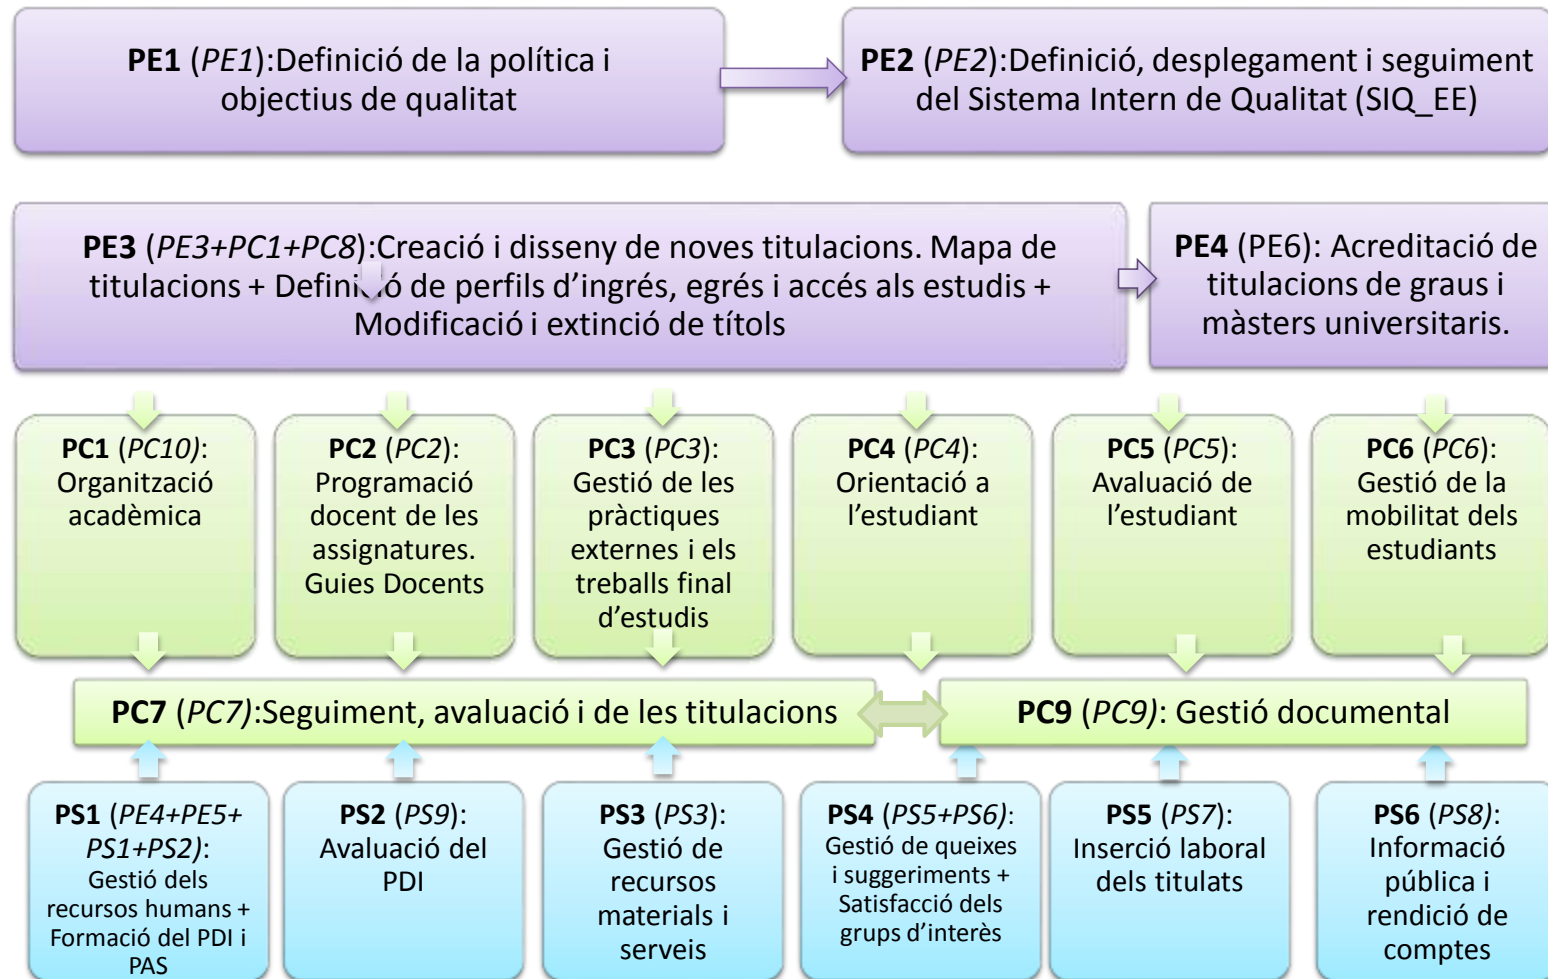 PE1 (PE1):Definició de la política i
objectius de qualitat
PE2 (PE2):Definició, desplegament i seguiment
del Sistema Intern de Qualitat (SIQ_EE)
PE3 (PE3+PC1+PC8):Creació i disseny de noves titulacions. Mapa de
titulacions + Definició de perfils d’ingrés, egrés i accés als estudis +
Modificació i extinció de títols
PE4 (PE6): Acreditació de
titulacions de graus i
màsters universitaris.
PC1 (PC10):
Organització
acadèmica
PC2 (PC2):
Programació
docent de les
assignatures.
Guies Docents
PC3 (PC3):
Gestió de les
pràctiques
externes i els
treballs final
d’estudis
PC4 (PC4):
Orientació a
l’estudiant
PC5 (PC5):
Avaluació de
l’estudiant
PC6 (PC6):
Gestió de la
mobilitat dels
estudiants
PC7 (PC7):Seguiment, avaluació i de les titulacions
PC9 (PC9): Gestió documental
PS1 (PE4+PE5+
PS1+PS2):
Gestió dels
recursos humans +
Formació del PDI i
PAS
PS2 (PS9):
Avaluació del
PDI
PS3 (PS3):
Gestió de
recursos
materials i
serveis
PS4 (PS5+PS6):
Gestió de queixes
i suggeriments +
Satisfacció dels
grups d’interès
PS5 (PS7):
Inserció laboral
dels titulats
PS6 (PS8):
Informació
pública i
rendició de
comptes